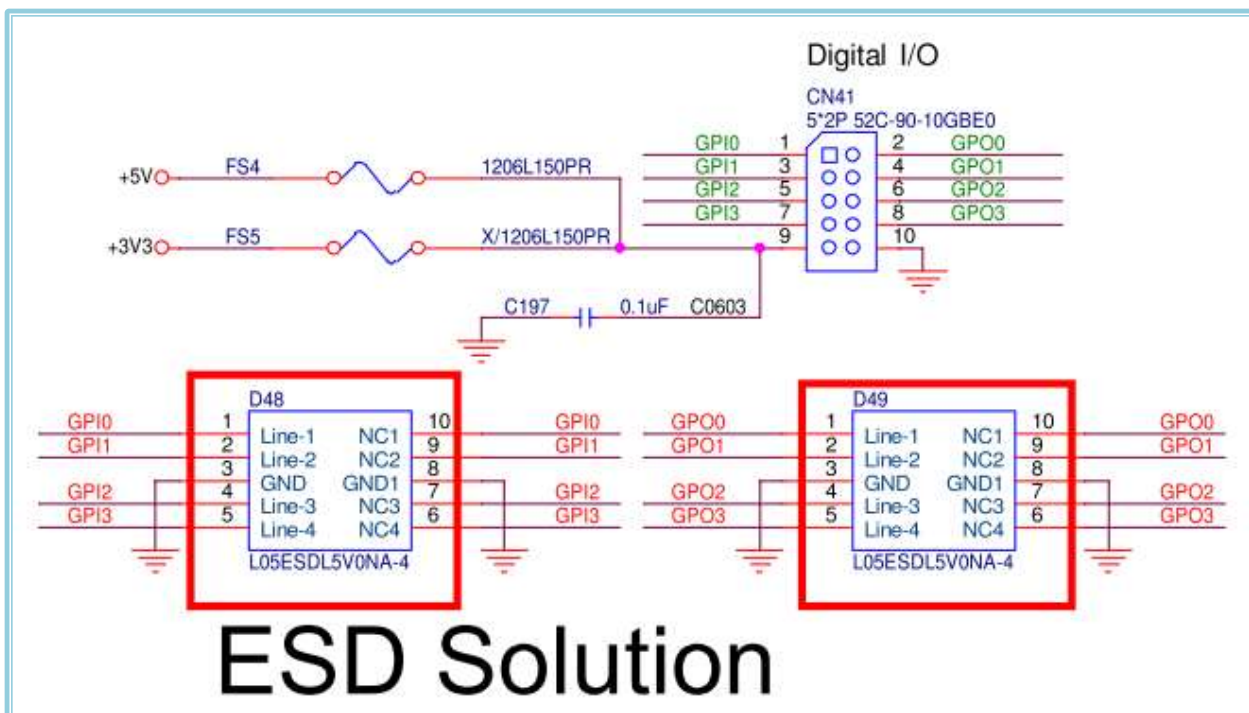 Digital I/O
CN41
5*2P 52C-90-10GBE0
GPI0 1 2 GPO0
GPI1 3 4 GPO1
GPI2 5 6 GPO2
GPI3 7 8 GPO3
9 10
+5V FS4 1206L150PR
+3V3 FS5 X/1206L150PR
C197 0.1uF C0603
D48
GPI0 1 Line-1 NC1 10 GPI0
GPI1 2 Line-2 NC2 9 GPI1
3 GND GND1 8
GPI2 4 Line-3 NC3 7 GPI2
GPI3 5 Line-4 NC4 6 GPI3
L05ESDL5V0NA-4
D49
GPO0 1 Line-1 NC1 10 GPO0
GPO1 2 Line-2 NC2 9 GPO1
3 GND GND1 8
GPO2 4 Line-3 NC3 7 GPO2
GPO3 5 Line-4 NC4 6 GPO3
L05ESDL5V0NA-4
ESD Solution